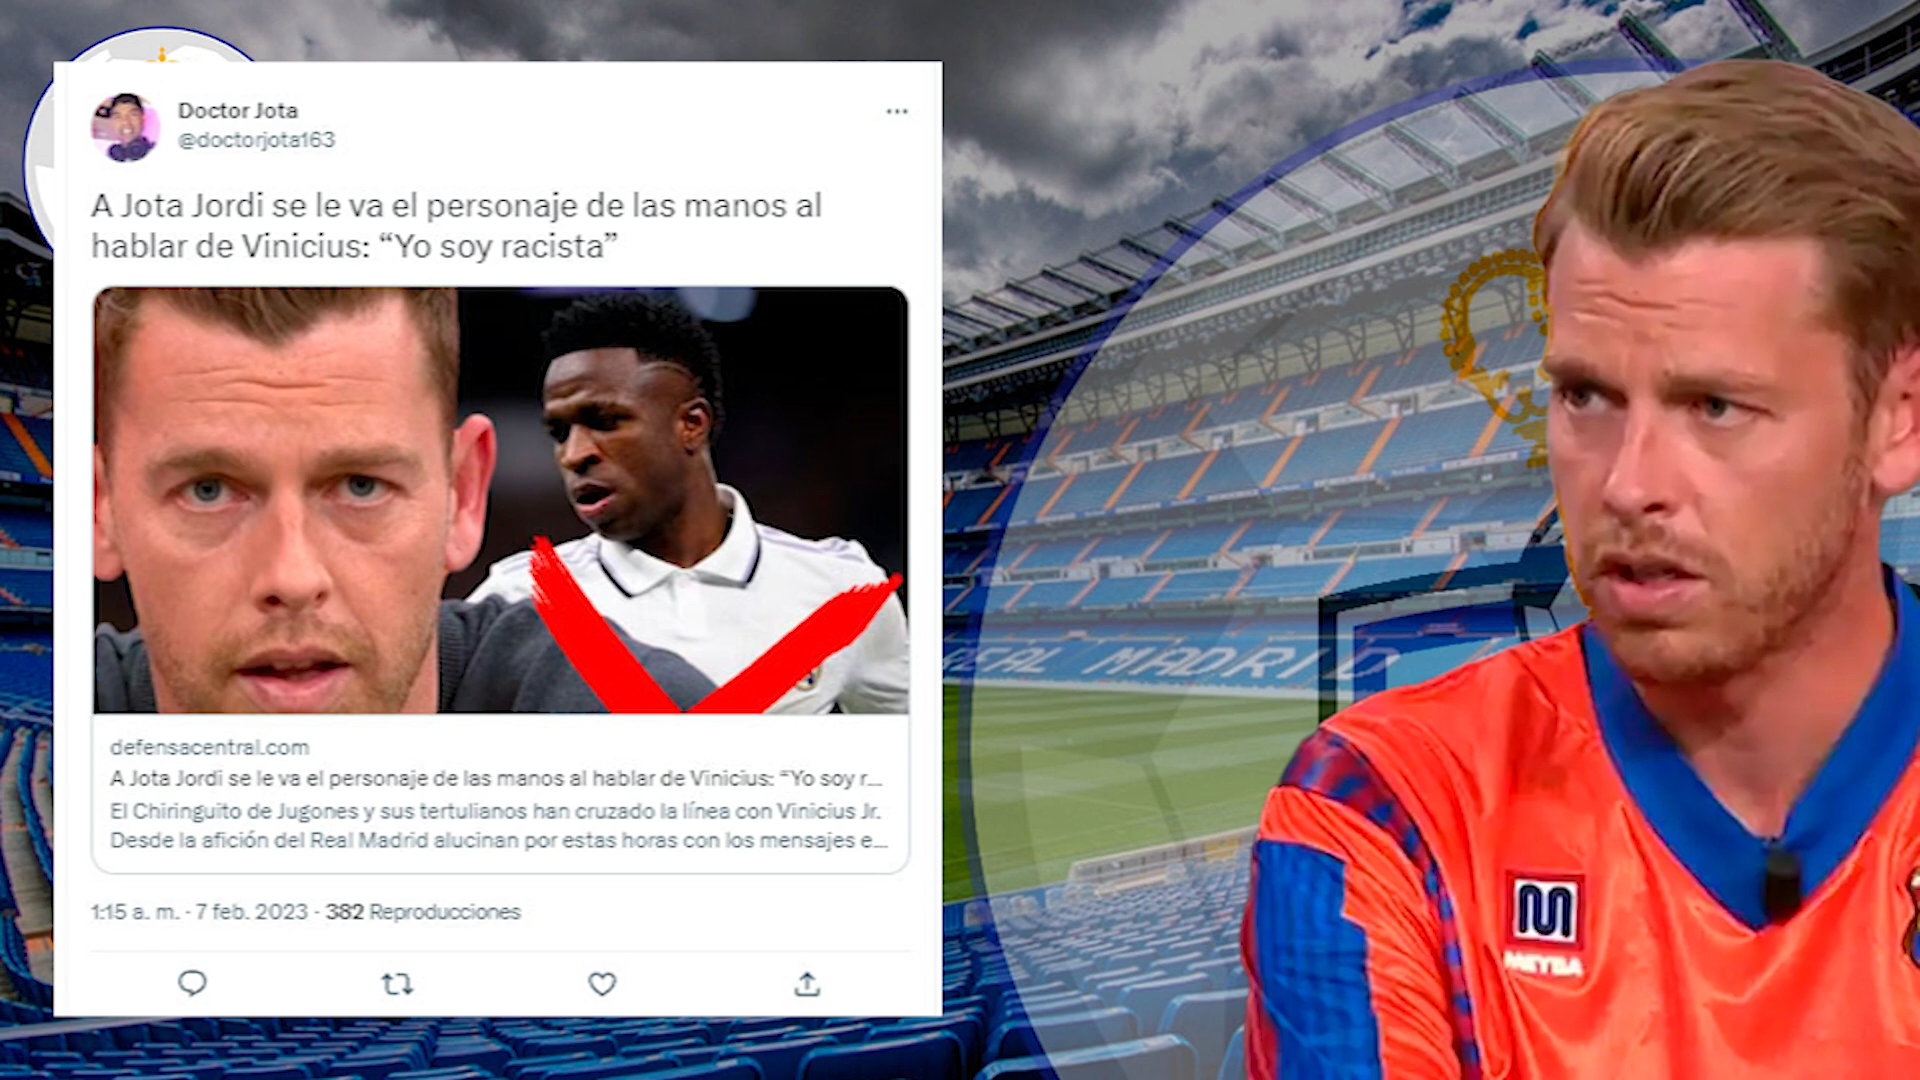 Doctor Jota
@doctorjota163
A Jota Jordi se le va el personaje de las manos al
hablar de Vinicius: “Yo soy racista”
defensacentral.com
A Jota Jordi se le va el personaje de las manos al hablar de Vinicius: “Yo soy r...
El Chiringuito de Jugones y sus tertulianos han cruzado la línea con Vinicius Jr.
Desde la afición del Real Madrid alucinan por estas horas con los mensajes e...
1:15 a. m. · 7 feb. 2023 · 382 Reproducciones
REAL MADRID
MEYBA